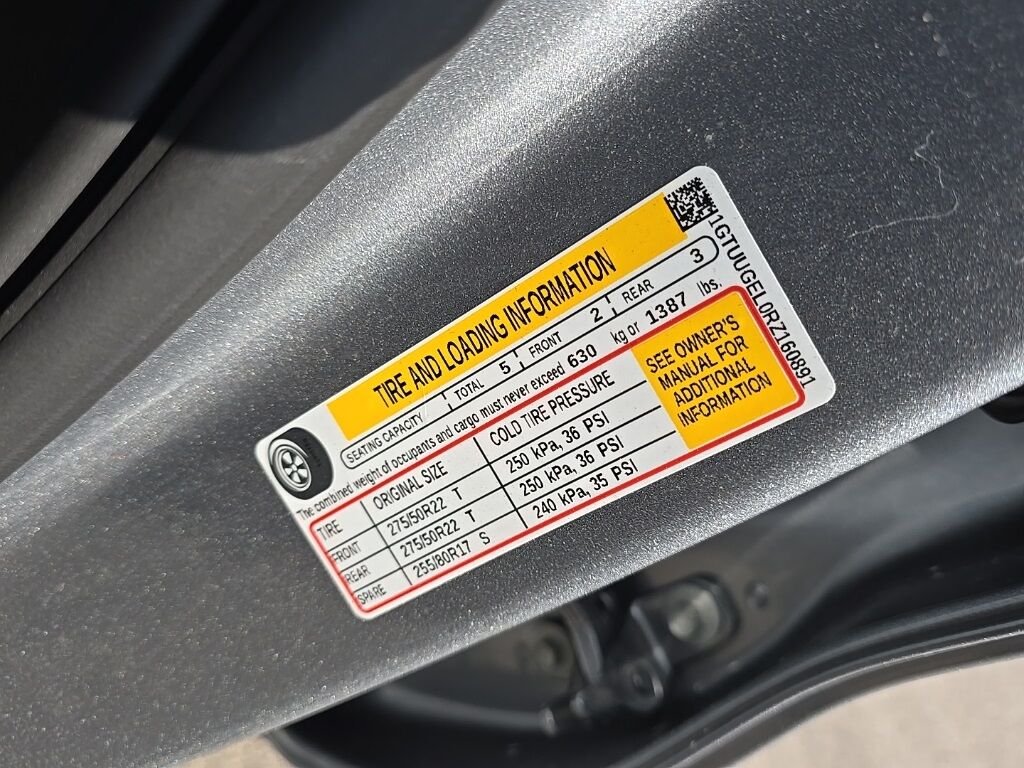 TIRE AND LOADING INFORMATION
1GTUUGEL0RZ160891
SEATING CAPACITY TOTAL 5 FRONT 2 REAR 3
The combined weight of occupants and cargo must never exceed 630 kg or 1387 lbs.
TIRE ORIGINAL SIZE COLD TIRE PRESSURE
FRONT 275/50R22 T 250 kPa, 36 PSI
REAR 275/50R22 T 250 kPa, 36 PSI
SPARE 255/80R17 S 240 kPa, 35 PSI
SEE OWNER'S
MANUAL FOR
ADDITIONAL
INFORMATION